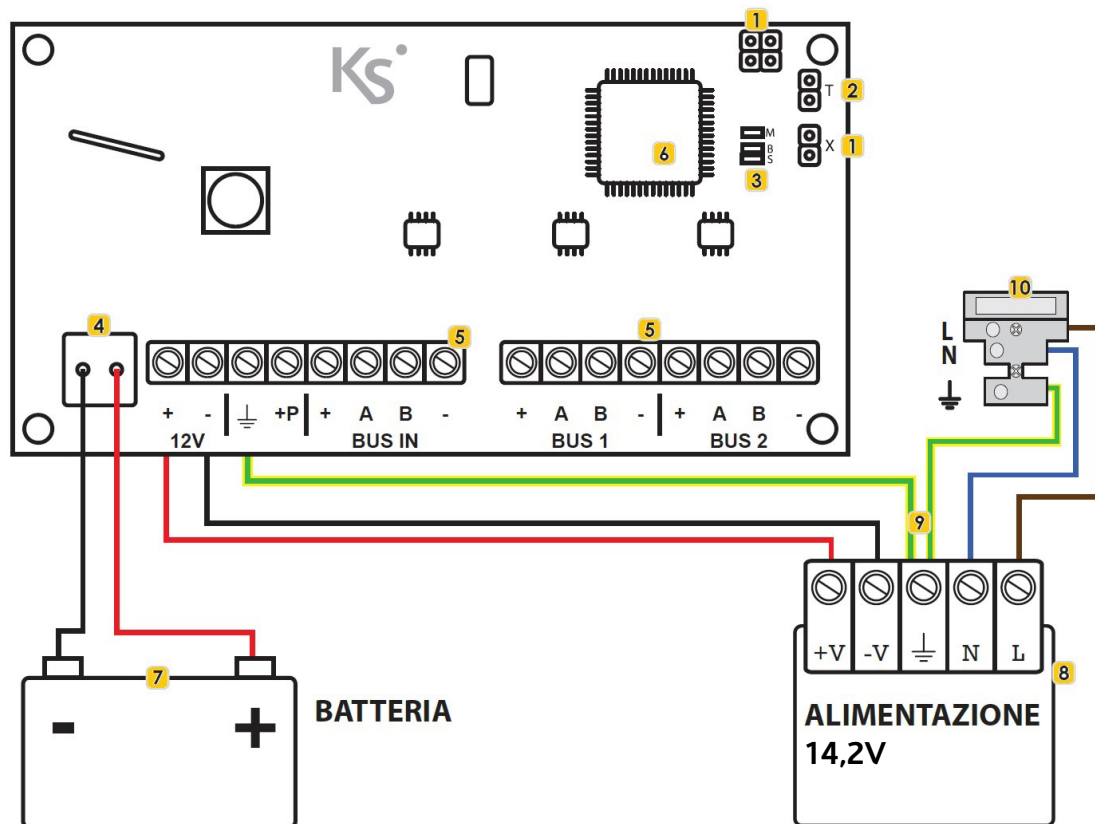 1
KS
T 2
M
B
S
X 1
6
3
10
L
N
4
5
5
+ - +P + A B -
12V BUS IN
+ A B - + A B -
BUS 1 BUS 2
9
+V -V N L
8
7
- +
BATTERIA
ALIMENTAZIONE
14,2V